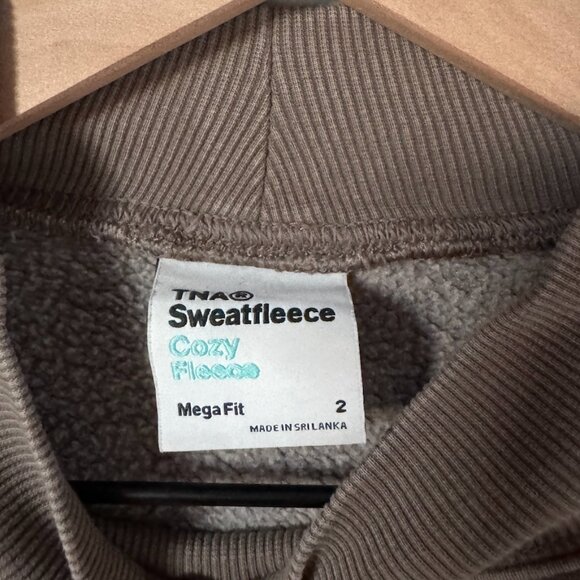 TNA®
Sweatfleece
Cozy
Fleece
Mega Fit 2
MADE IN SRI LANKA